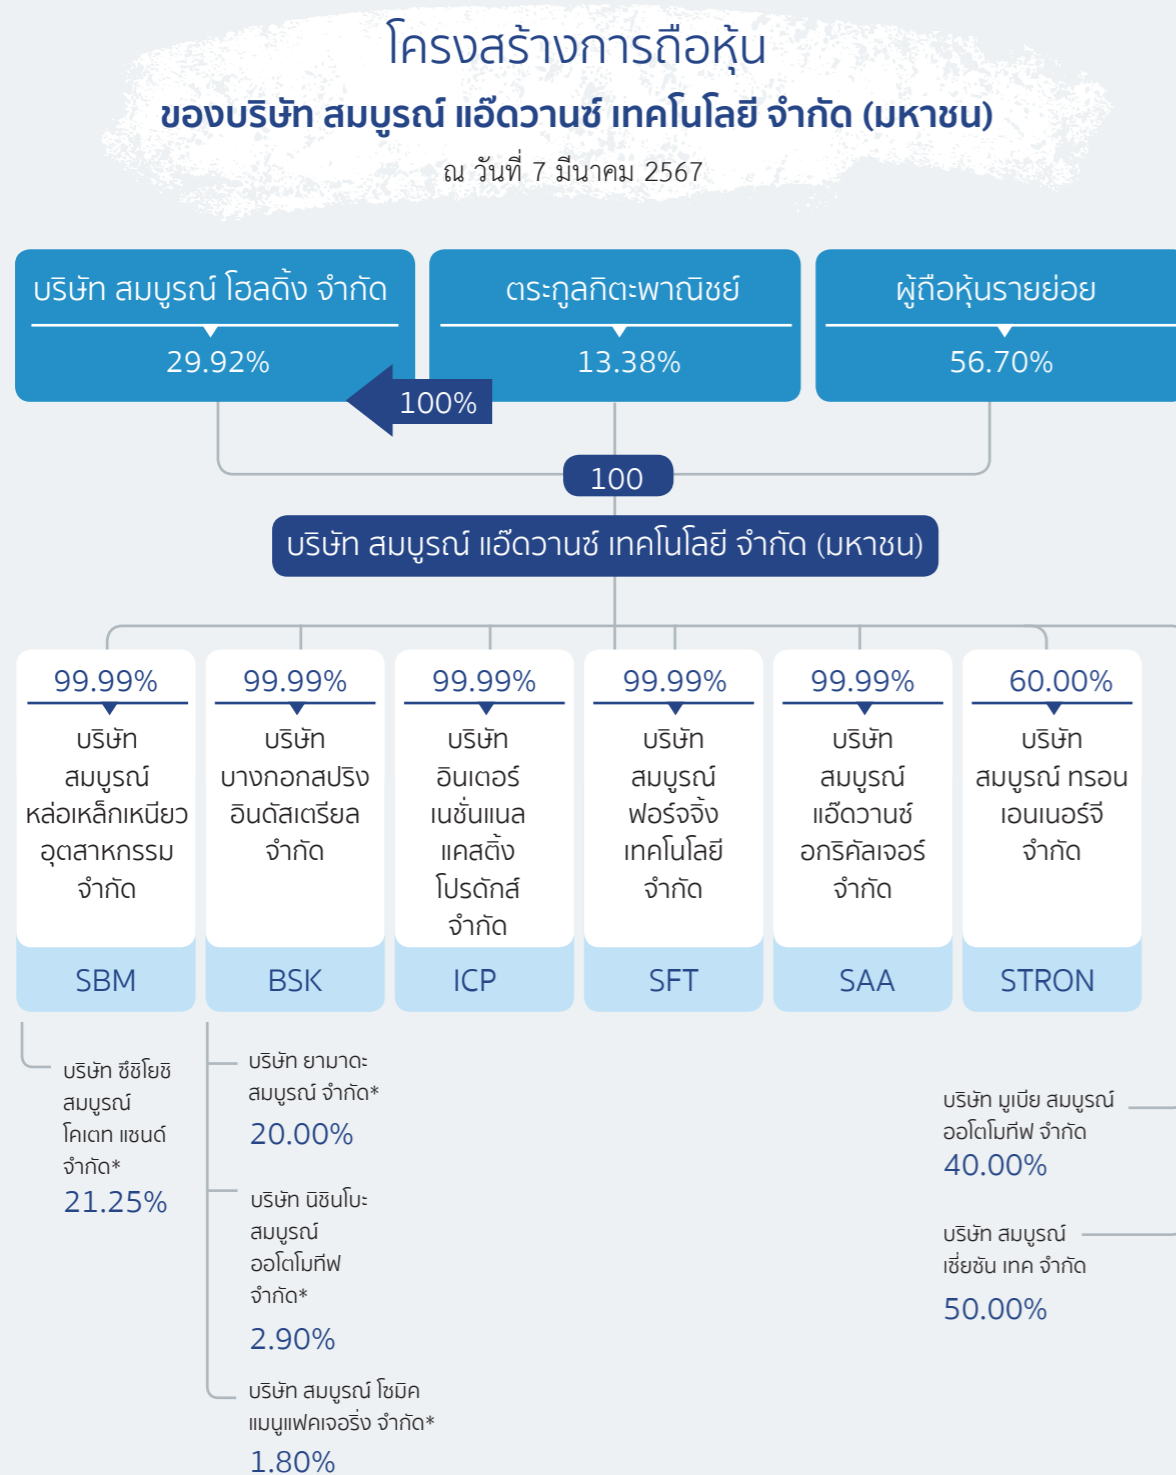 โครงสร้างการถือหุ้น
ของบริษัท สมบูรณ์ แอ๊ดวานซ์ เทคโนโลยี จำกัด (มหาชน)
ณ วันที่ 7 มีนาคม 2567
บริษัท สมบูรณ์ โฮลดิ้ง จำกัด
29.92%
ตระกูลกิตะพาณิชย์
13.38%
ผู้ถือหุ้นรายย่อย
56.70%
100%
100
บริษัท สมบูรณ์ แอ๊ดวานซ์ เทคโนโลยี จำกัด (มหาชน)
99.99%
บริษัท
สมบูรณ์
หล่อเหล็กเหนียว
อุตสาหกรรม
จำกัด
SBM
99.99%
บริษัท
บางกอกสปริง
อินดัสเตรียล
จำกัด
BSK
99.99%
บริษัท
อินเตอร์
เนชั่นแนล
แคสติ้ง
โปรดักส์
จำกัด
ICP
99.99%
บริษัท
สมบูรณ์
ฟอร์จจิ้ง
เทคโนโลยี
จำกัด
SFT
99.99%
บริษัท
สมบูรณ์
แอ๊ดวานซ์
อกริคัลเจอร์
จำกัด
SAA
60.00%
บริษัท
สมบูรณ์ ทรอน
เอนเนอร์จี
จำกัด
STRON
บริษัท ซึชิโยชิ
สมบูรณ์
โคเตท แซนด์
จำกัด*
21.25%
บริษัท ยามาดะ
สมบูรณ์ จำกัด*
20.00%
บริษัท นิชินโบะ
สมบูรณ์
ออโตโมทีฟ
จำกัด*
2.90%
บริษัท สมบูรณ์ โซมิค
แมนูแฟคเจอริ่ง จำกัด*
1.80%
บริษัท มูเบีย สมบูรณ์
ออโตโมทีฟ จำกัด
40.00%
บริษัท สมบูรณ์
เซี่ยซัน เทค จำกัด
50.00%